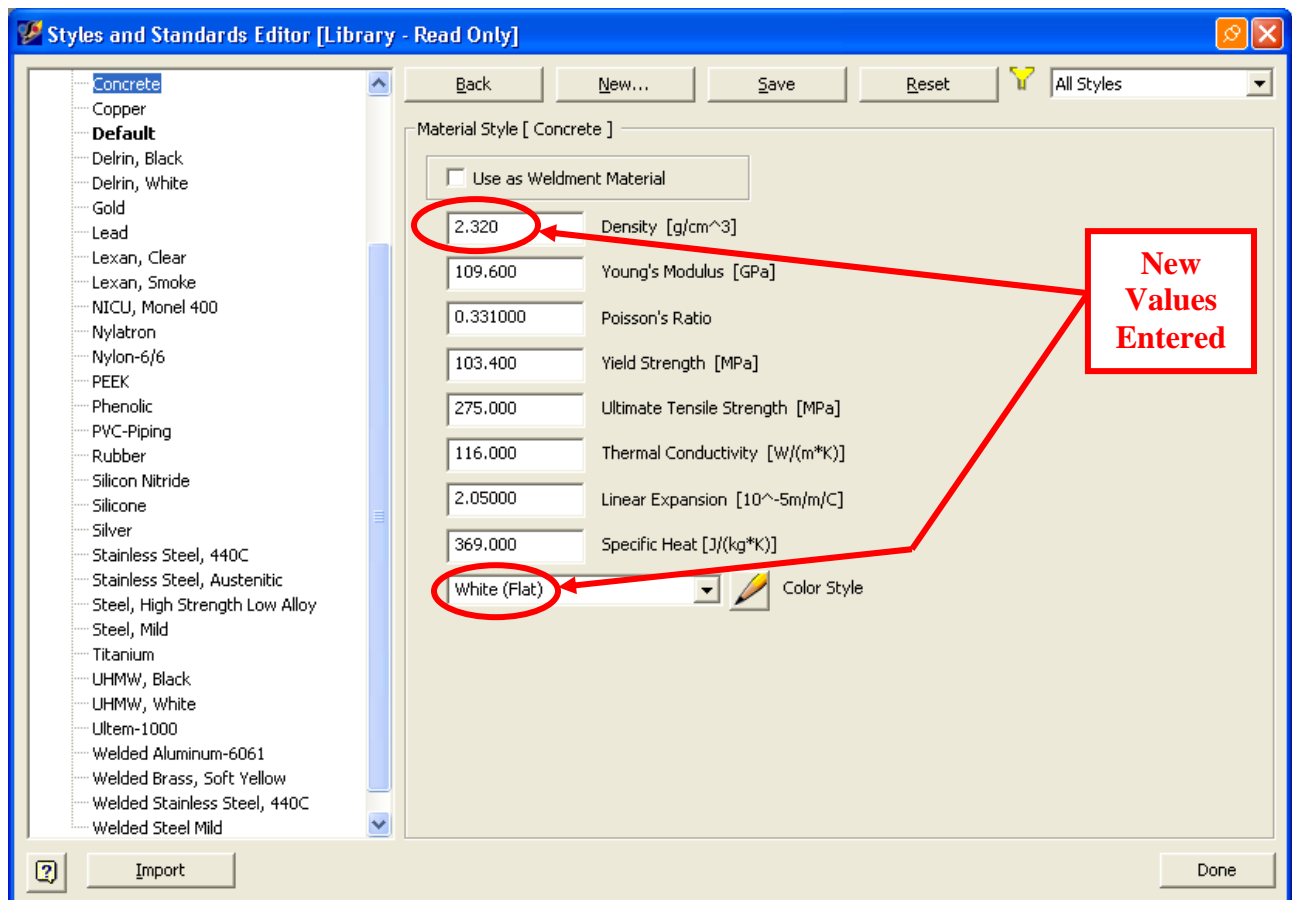 Styles and Standards Editor [Library - Read Only]
Concrete
Copper
Default
Delrin, Black
Delrin, White
Gold
Lead
Lexan, Clear
Lexan, Smoke
NICU, Monel 400
Nylatron
Nylon-6/6
PEEK
Phenolic
PVC-Piping
Rubber
Silicon Nitride
Silicone
Silver
Stainless Steel, 440C
Stainless Steel, Austenitic
Steel, High Strength Low Alloy
Steel, Mild
Titanium
UHMW, Black
UHMW, White
Ultem-1000
Welded Aluminum-6061
Welded Brass, Soft Yellow
Welded Stainless Steel, 440C
Welded Steel Mild
Back New... Save Reset All Styles
Material Style [ Concrete ]
Use as Weldment Material
2.320 Density [g/cm^3]
109.600 Young's Modulus [GPa]
0.331000 Poisson's Ratio
103.400 Yield Strength [MPa]
275.000 Ultimate Tensile Strength [MPa]
116.000 Thermal Conductivity [W/(m*K)]
2.05000 Linear Expansion [10^-5m/m/C]
369.000 Specific Heat [J/(kg*K)]
White (Flat) Color Style
New
Values
Entered
? Import Done